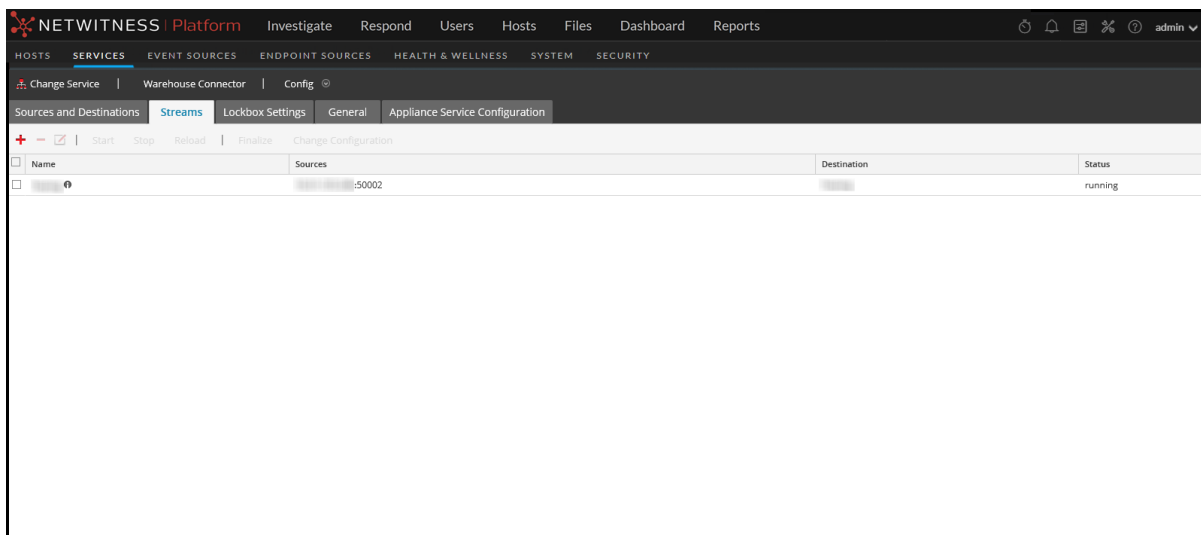 NETWITNESS Platform Investigate Respond Users Hosts Files Dashboard Reports admin
HOSTS SERVICES EVENT SOURCES ENDPOINT SOURCES HEALTH & WELLNESS SYSTEM SECURITY
Change Service | Warehouse Connector | Config
Sources and Destinations Streams Lockbox Settings General Appliance Service Configuration
Start Stop Reload | Finalize Change Configuration
Name Sources Destination Status
:50002 running